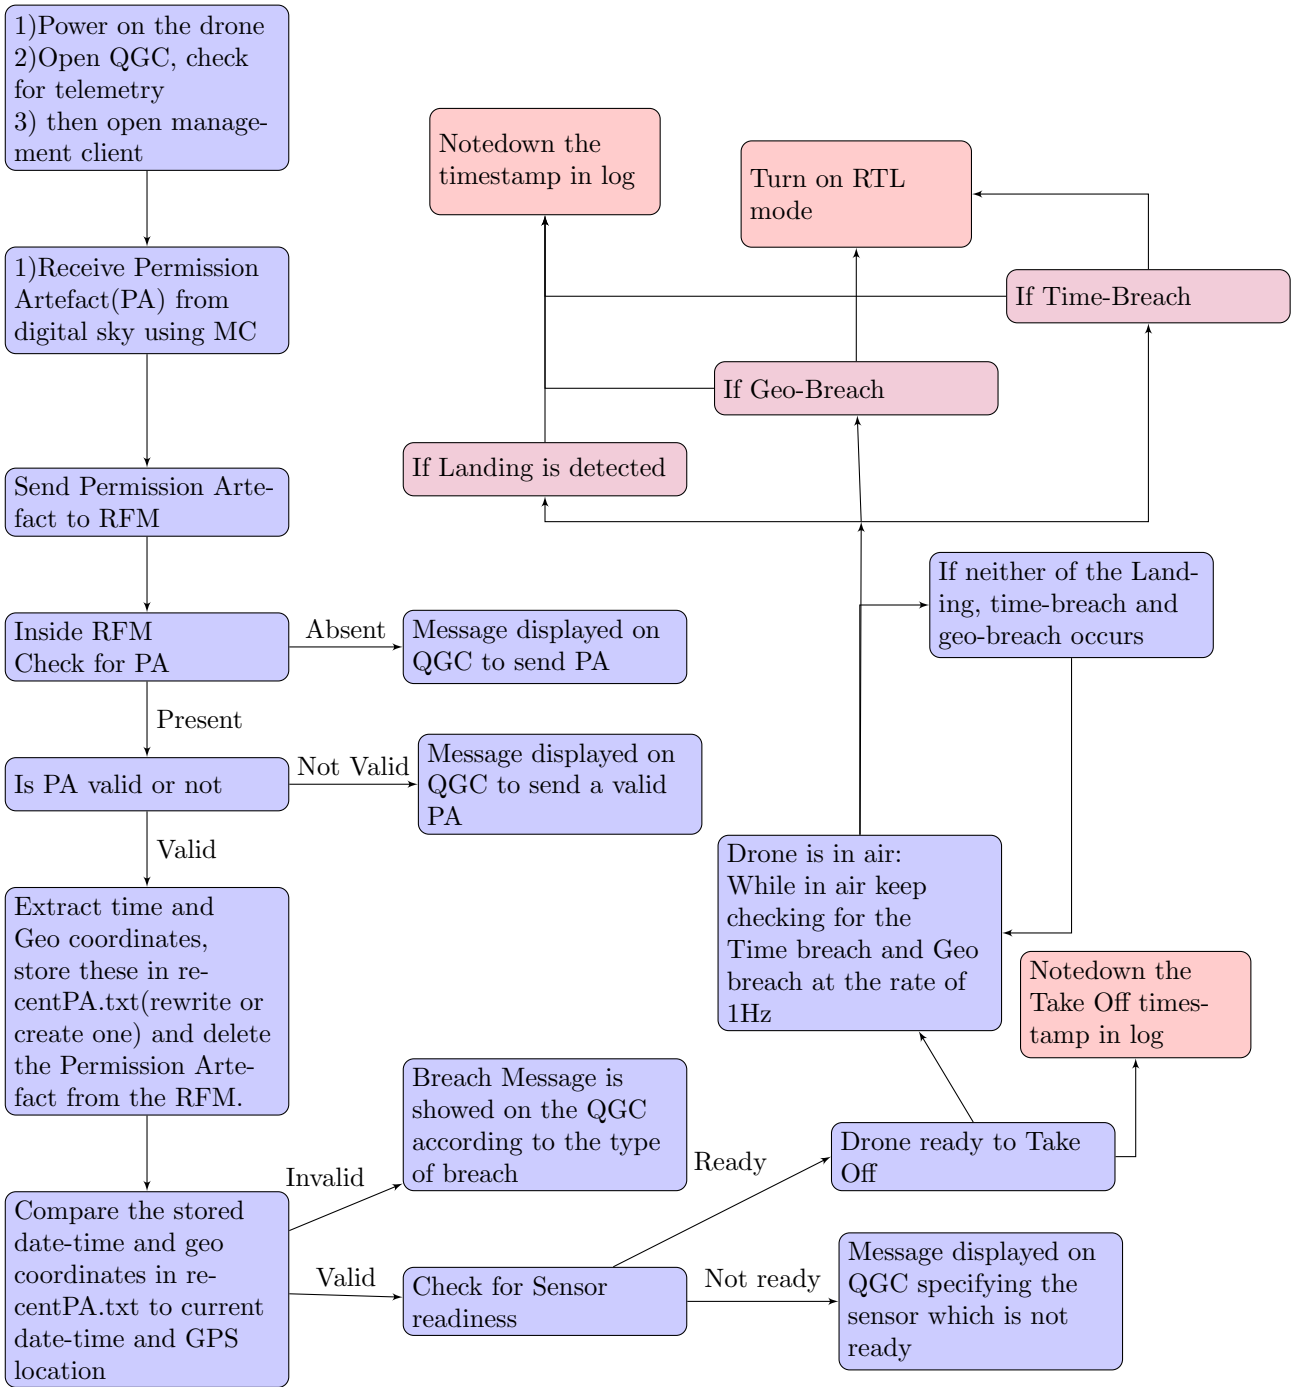 1)Power on the drone
2)Open QGC, check
for telemetry
3) then open manage-
ment client
1)Receive Permission
Artefact(PA) from
digital sky using MC
Send Permission Arte-
fact to RFM
Inside RFM
Check for PA
Absent
Message displayed on
QGC to send PA
Present
Is PA valid or not
Not Valid
Message displayed on
QGC to send a valid
PA
Valid
Extract time and
Geo coordinates,
store these in re-
centPA.txt(rewrite or
create one) and delete
the Permission Arte-
fact from the RFM.
Compare the stored
date-time and geo
coordinates in re-
centPA.txt to current
date-time and GPS
location
Invalid
Breach Message is
showed on the QGC
according to the type
of breach
Valid
Check for Sensor
readiness
Ready
Not ready
Message displayed on
QGC specifying the
sensor which is not
ready
Drone ready to Take
Off
Notedown the
Take Off times-
tamp in log
Drone is in air:
While in air keep
checking for the
Time breach and Geo
breach at the rate of
1Hz
If neither of the Land-
ing, time-breach and
geo-breach occurs
If Landing is detected
If Geo-Breach
If Time-Breach
Notedown the
timestamp in log
Turn on RTL
mode